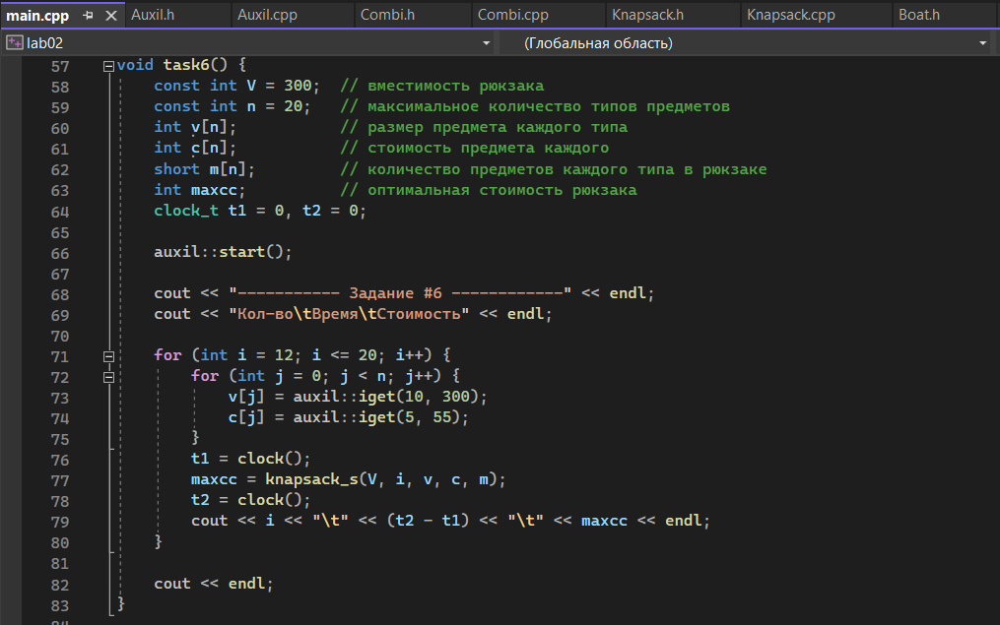 main.cpp Auxil.h Auxil.cpp Combi.h Combi.cpp Knapsack.h Knapsack.cpp Boat.h
lab02 (Глобальная область)
57 void task6() {
58 const int V = 300; // вместимость рюкзака
59 const int n = 20; // максимальное количество типов предметов
60 int v[n]; // размер предмета каждого типа
61 int c[n]; // стоимость предмета каждого
62 short m[n]; // количество предметов каждого типа в рюкзаке
63 int maxcc; // оптимальная стоимость рюкзака
64 clock_t t1 = 0, t2 = 0;
65
66 auxil::start();
67
68 cout << "----------- Задание #6 ------------" << endl;
69 cout << "Кол-во\tВремя\tСтоимость" << endl;
70
71 for (int i = 12; i <= 20; i++) {
72 for (int j = 0; j < n; j++) {
73 v[j] = auxil::iget(10, 300);
74 c[j] = auxil::iget(5, 55);
75 }
76 t1 = clock();
77 maxcc = knapsack_s(V, i, v, c, m);
78 t2 = clock();
79 cout << i << "\t" << (t2 - t1) << "\t" << maxcc << endl;
80 }
81
82 cout << endl;
83 }